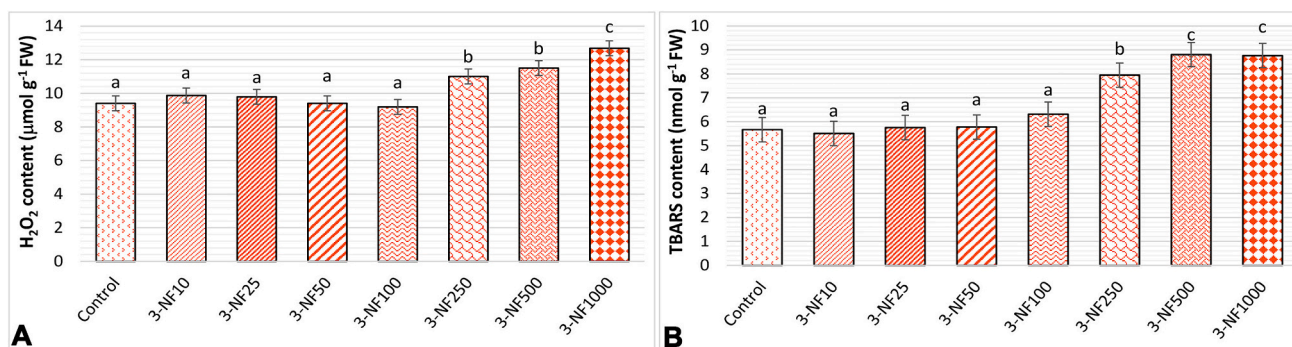 H₂O₂ content (µmol g⁻¹ FW)
14
12
10
8
6
4
2
0
a
a
a
a
a
b
b
c
Control
3-NF10
3-NF25
3-NF50
3-NF100
3-NF250
3-NF500
3-NF1000
A
TBARS content (nmol g⁻¹ FW)
10
9
8
7
6
5
4
3
2
1
0
a
a
a
a
a
b
c
c
Control
3-NF10
3-NF25
3-NF50
3-NF100
3-NF250
3-NF500
3-NF1000
B